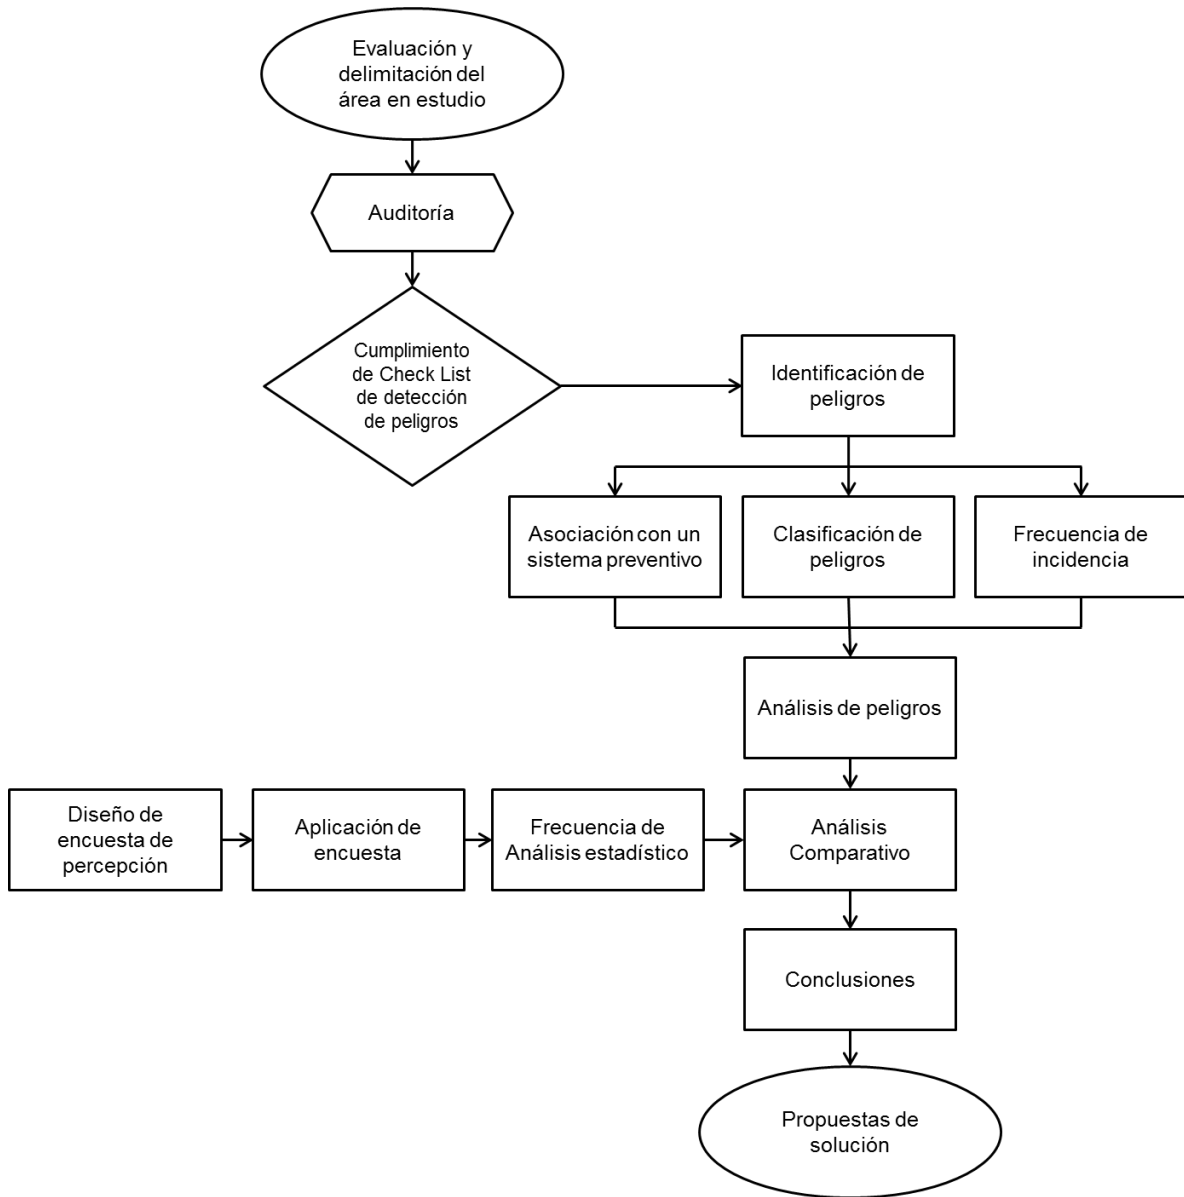 Evaluación y
delimitación del
área en estudio
Auditoría
Cumplimiento
de Check List
de detección
de peligros
Identificación de
peligros
Asociación con un
sistema preventivo
Clasificación de
peligros
Frecuencia de
incidencia
Análisis de peligros
Diseño de
encuesta de
percepción
Aplicación de
encuesta
Frecuencia de
Análisis estadístico
Análisis
Comparativo
Conclusiones
Propuestas de
solución